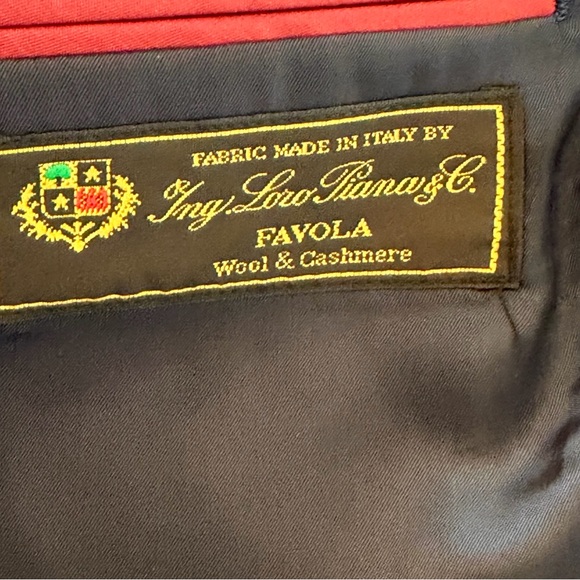 FABRIC MADE IN ITALY BY
Ing. Loro Piana & C.
FAVOLA
Wool & Cashmere